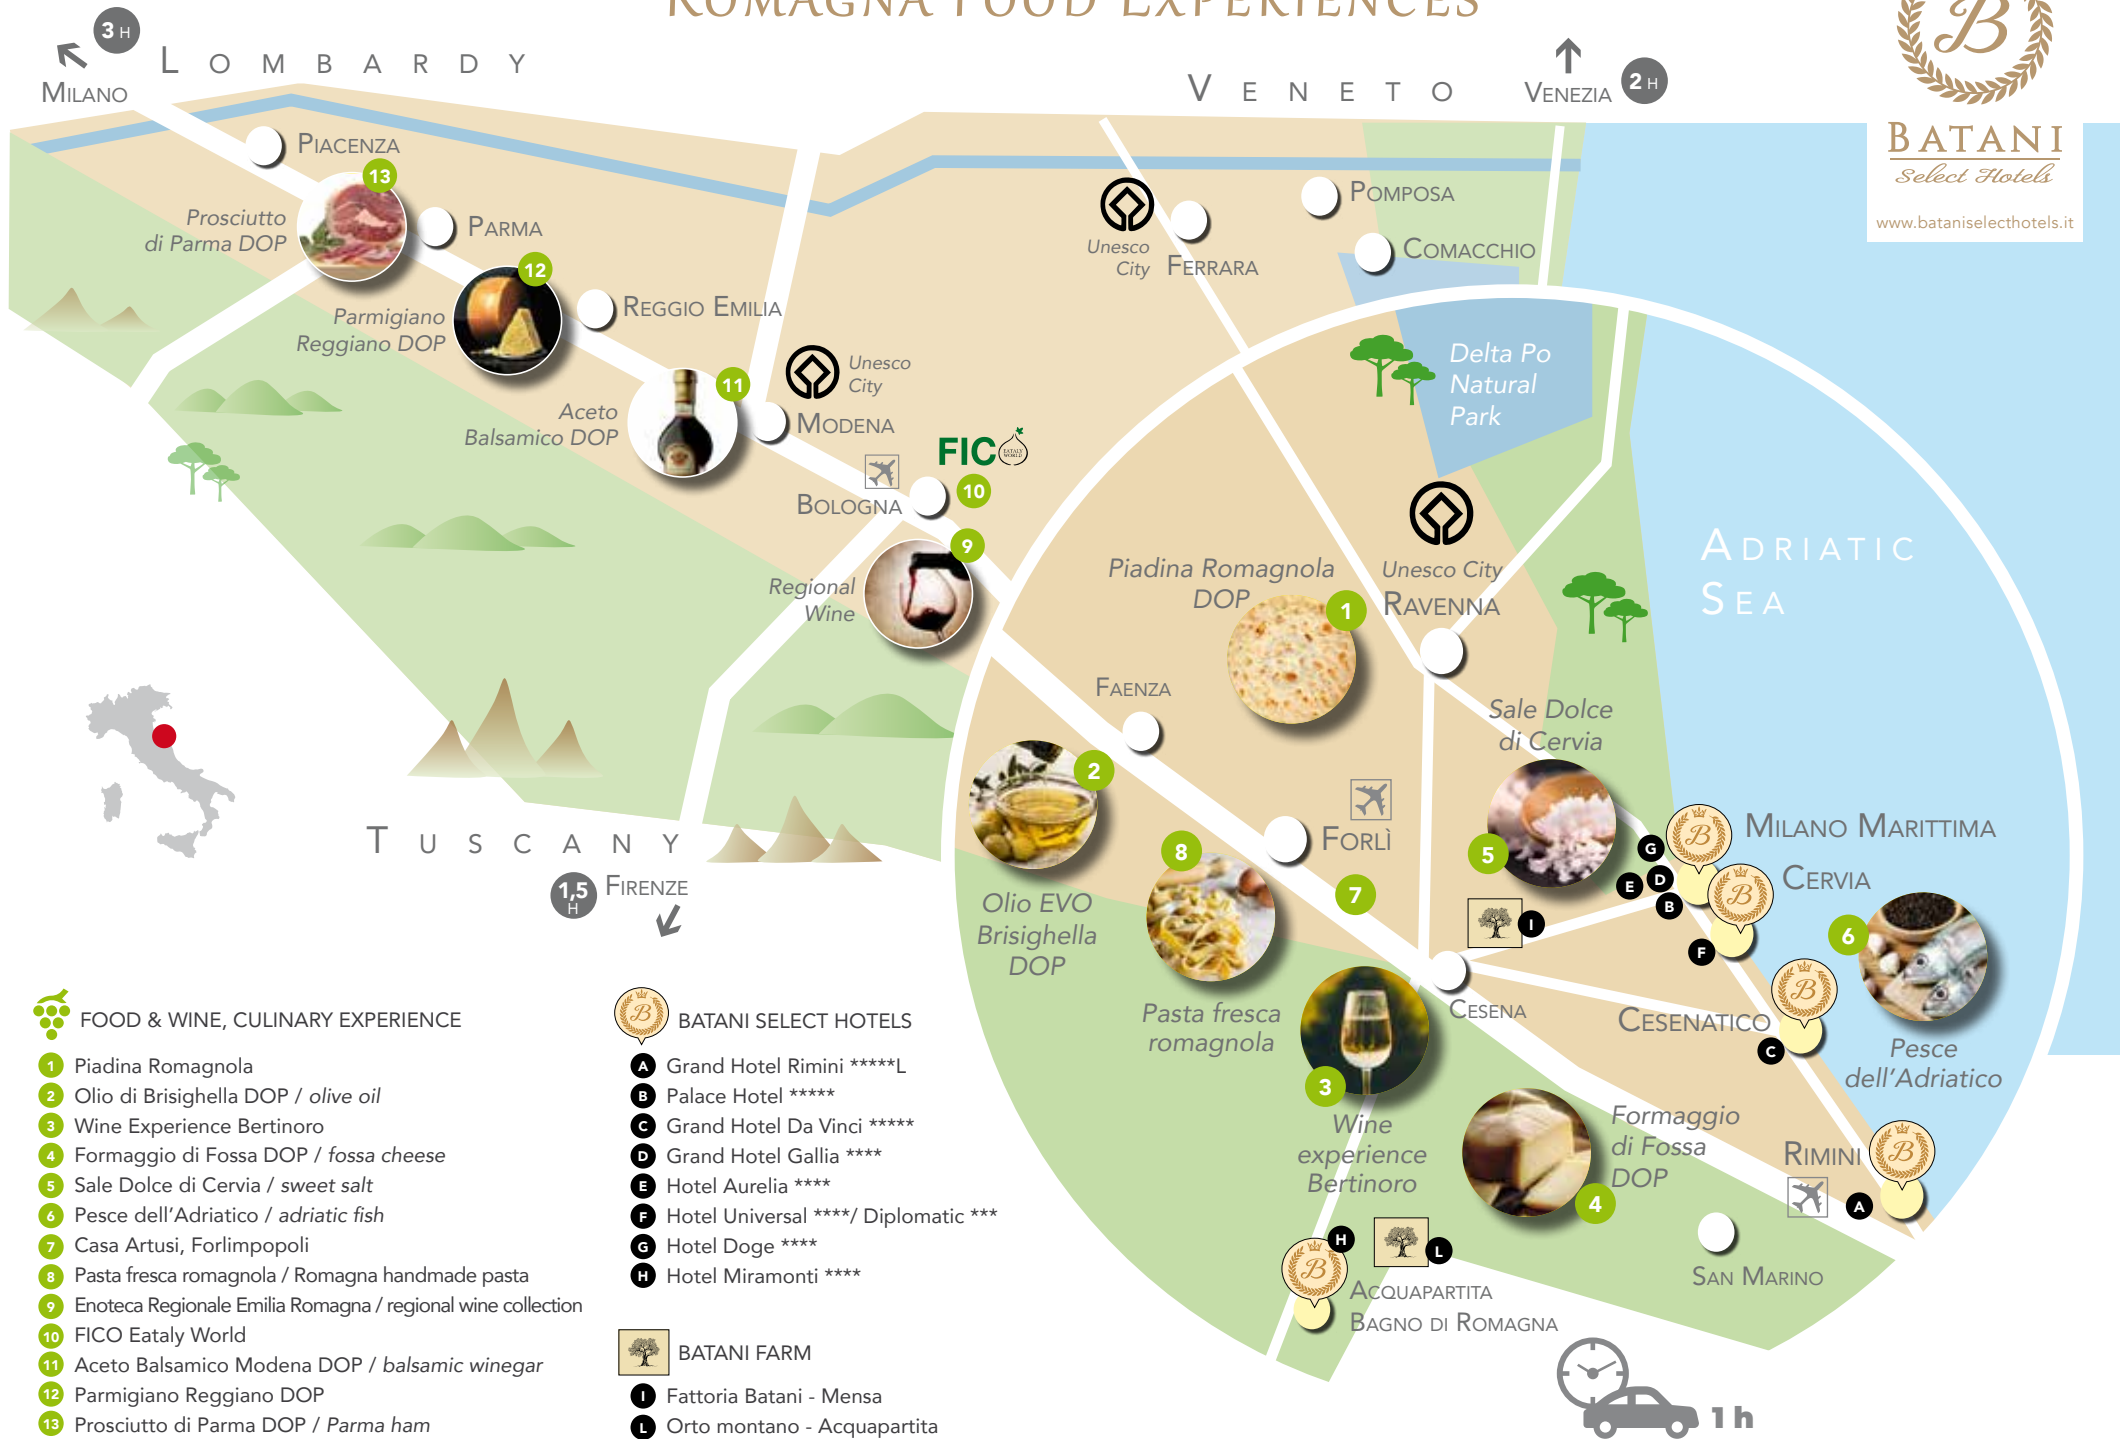 ROMAGNA FOOD EXPERIENCES
3 H
MILANO
LOMBARDY
VENETO
VENEZIA
2 H
B
BATANI
Select Hotels
www.bataniselecthotels.it
PIACENZA
13
Prosciutto
di Parma DOP
PARMA
12
Parmigiano
Reggiano DOP
REGGIO EMILIA
11
Aceto
Balsamico DOP
Unesco
City
MODENA
FICO
EATALY
WORLD
10
BOLOGNA
9
Regional
Wine
Unesco
City
FERRARA
POMPOSA
COMACCHIO
Delta Po
Natural
Park
ADRIATIC
SEA
Piadina Romagnola
DOP
1
Unesco City
RAVENNA
FAENZA
2
Olio EVO
Brisighella
DOP
Sale Dolce
di Cervia
5
FORLÌ
8
7
Pasta fresca
romagnola
TUSCANY
1,5
H
FIRENZE
G
E
D
B
F
B
B
MILANO MARITTIMA
CERVIA
6
Pesce
dell'Adriatico
I
CESENA
CESENATICO
B
C
3
Wine
experience
Bertinoro
Formaggio
di Fossa
DOP
4
RIMINI
B
A
SAN MARINO
B
H
L
ACQUAPARTITA
BAGNO DI ROMAGNA
1 h
FOOD & WINE, CULINARY EXPERIENCE
1 Piadina Romagnola
2 Olio di Brisighella DOP / olive oil
3 Wine Experience Bertinoro
4 Formaggio di Fossa DOP / fossa cheese
5 Sale Dolce di Cervia / sweet salt
6 Pesce dell'Adriatico / adriatic fish
7 Casa Artusi, Forlimpopoli
8 Pasta fresca romagnola / Romagna handmade pasta
9 Enoteca Regionale Emilia Romagna / regional wine collection
10 FICO Eataly World
11 Aceto Balsamico Modena DOP / balsamic winegar
12 Parmigiano Reggiano DOP
13 Prosciutto di Parma DOP / Parma ham
B BATANI SELECT HOTELS
A Grand Hotel Rimini *****L
B Palace Hotel *****
C Grand Hotel Da Vinci *****
D Grand Hotel Gallia ****
E Hotel Aurelia ****
F Hotel Universal ****/ Diplomatic ***
G Hotel Doge ****
H Hotel Miramonti ****
BATANI FARM
I Fattoria Batani - Mensa
L Orto montano - Acquapartita